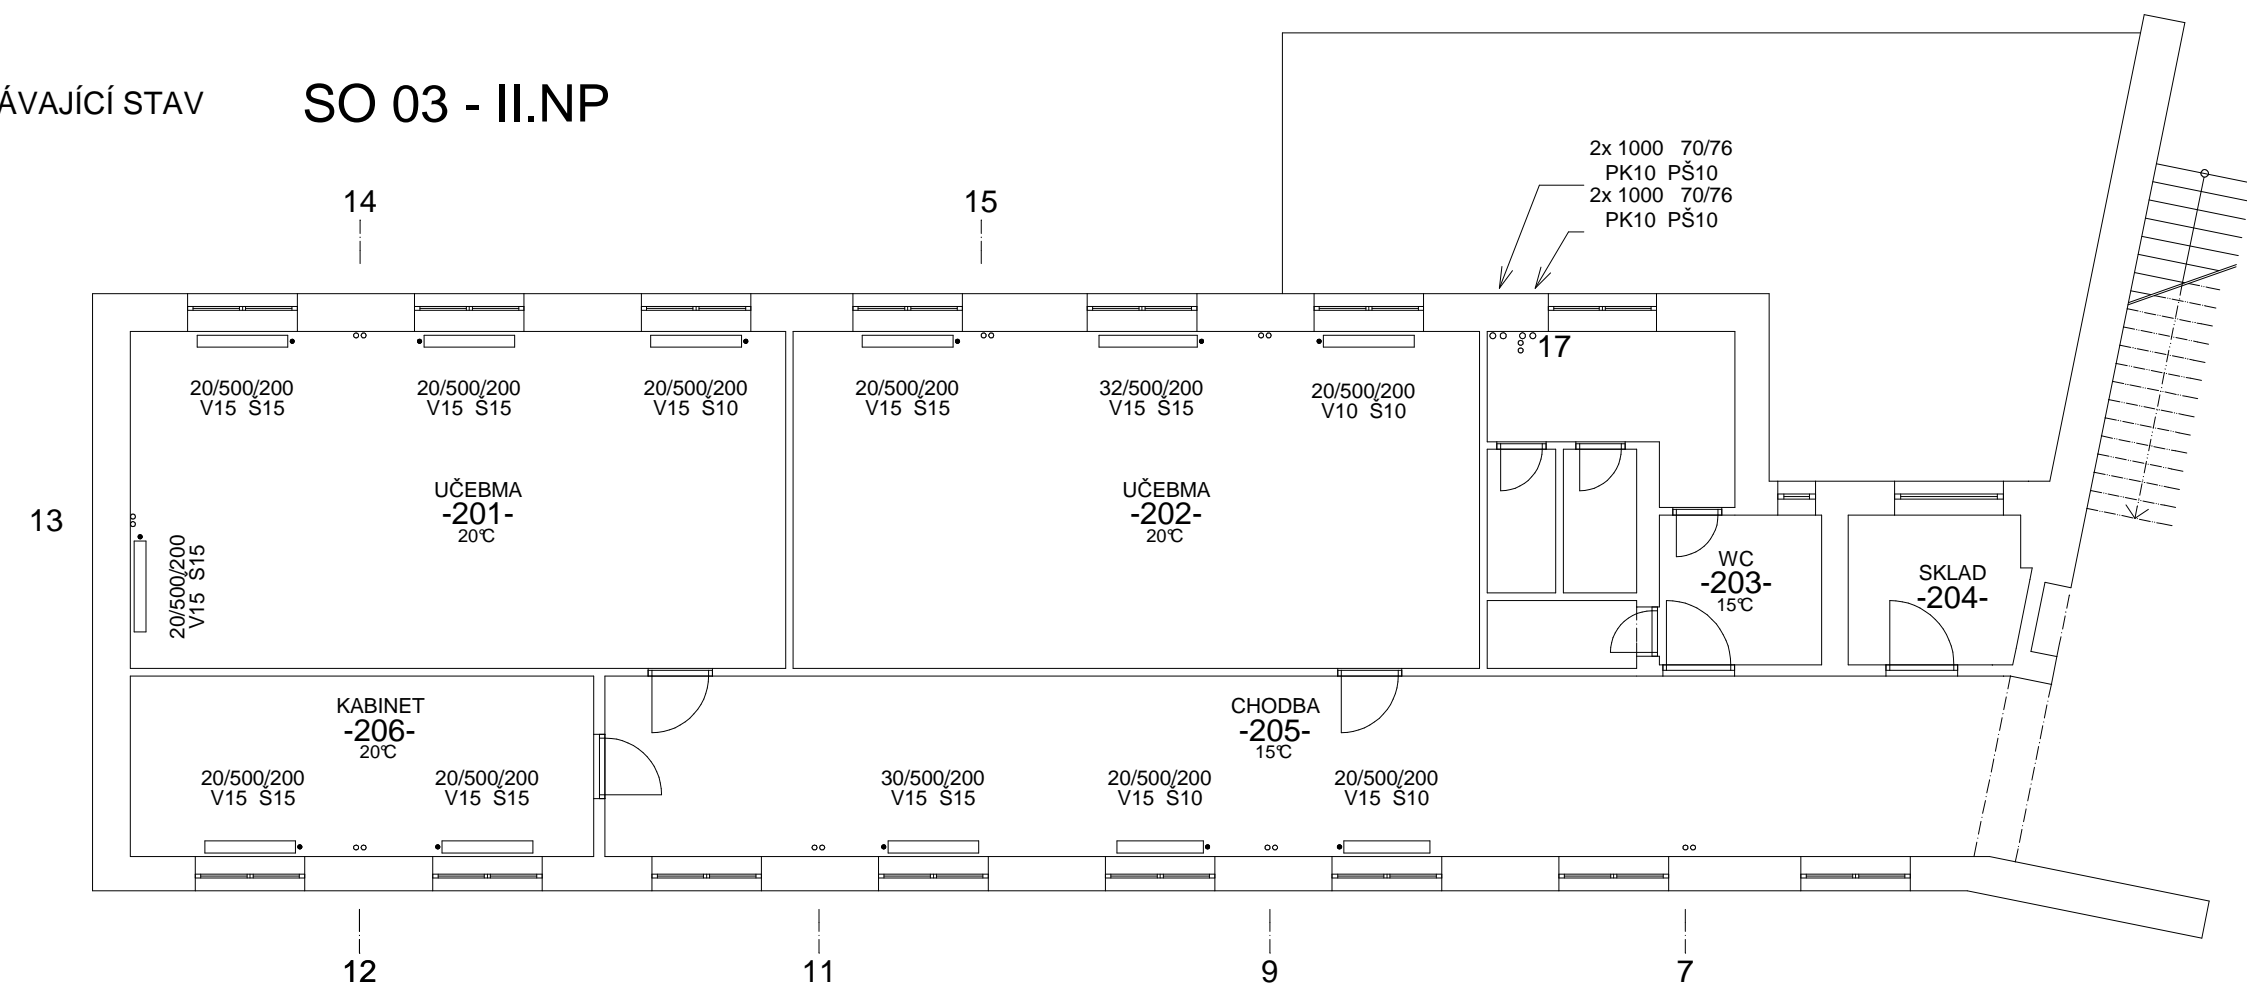 ÁVAJÍCÍ STAV
SO 03 - II.NP
2x 1000 70/76
PK10 PŠ10
2x 1000 70/76
PK10 PŠ10
14
15
17
20/500/200
V15 Š15
20/500/200
V15 Š15
20/500/200
V15 Š10
20/500/200
V15 Š15
32/500/200
V15 Š15
20/500/200
V10 Š10
UČEBMA
-201-
20°C
UČEBMA
-202-
20°C
13
20/500/200
V15 Š15
WC
-203-
15°C
SKLAD
-204-
KABINET
-206-
20°C
CHODBA
-205-
15°C
20/500/200
V15 Š15
20/500/200
V15 Š15
30/500/200
V15 Š15
20/500/200
V15 Š10
20/500/200
V15 Š10
12
11
9
7